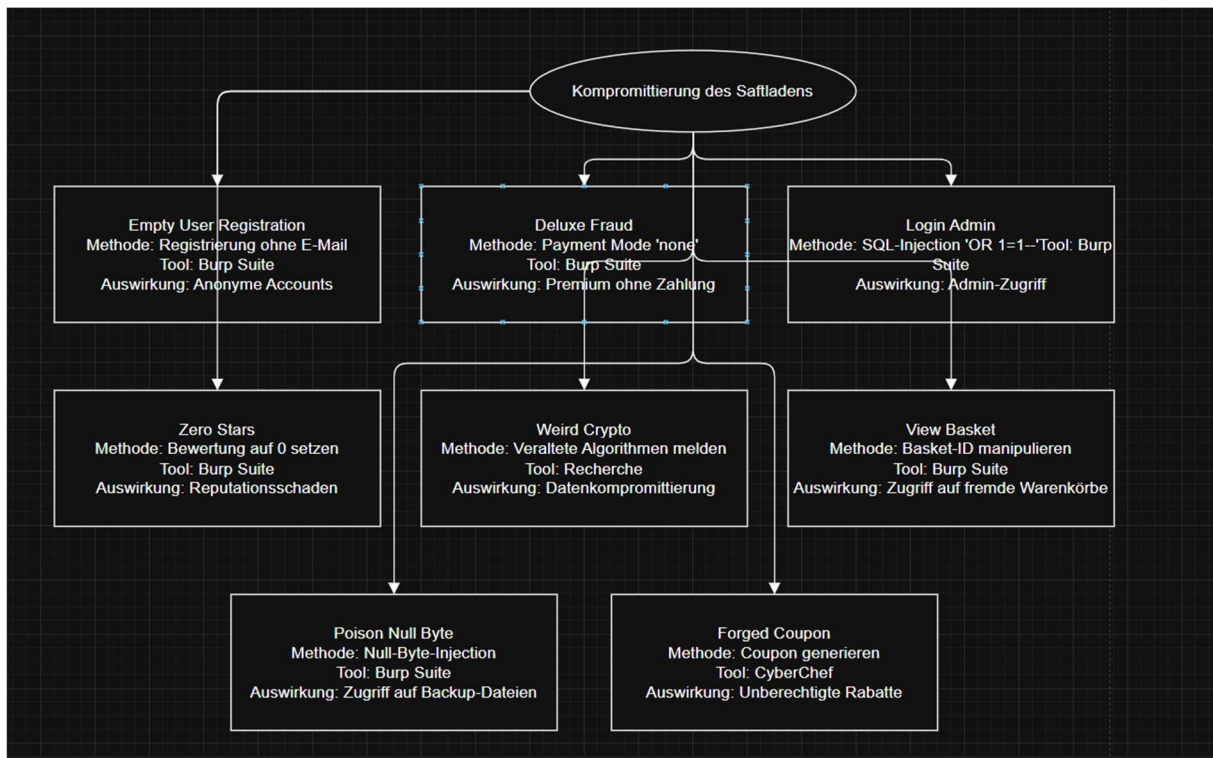 Kompromittierung des Saftladens
Empty User Registration
Methode: Registrierung ohne E-Mail
Tool: Burp Suite
Auswirkung: Anonyme Accounts
Deluxe Fraud
Methode: Payment Mode 'none'
Tool: Burp Suite
Auswirkung: Premium ohne Zahlung
Login Admin
Methode: SQL-Injection 'OR 1=1--'Tool: Burp
Suite
Auswirkung: Admin-Zugriff
Zero Stars
Methode: Bewertung auf 0 setzen
Tool: Burp Suite
Auswirkung: Reputationsschaden
Weird Crypto
Methode: Veraltete Algorithmen melden
Tool: Recherche
Auswirkung: Datenkompromittierung
View Basket
Methode: Basket-ID manipulieren
Tool: Burp Suite
Auswirkung: Zugriff auf fremde Warenkörbe
Poison Null Byte
Methode: Null-Byte-Injection
Tool: Burp Suite
Auswirkung: Zugriff auf Backup-Dateien
Forged Coupon
Methode: Coupon generieren
Tool: CyberChef
Auswirkung: Unberechtigte Rabatte